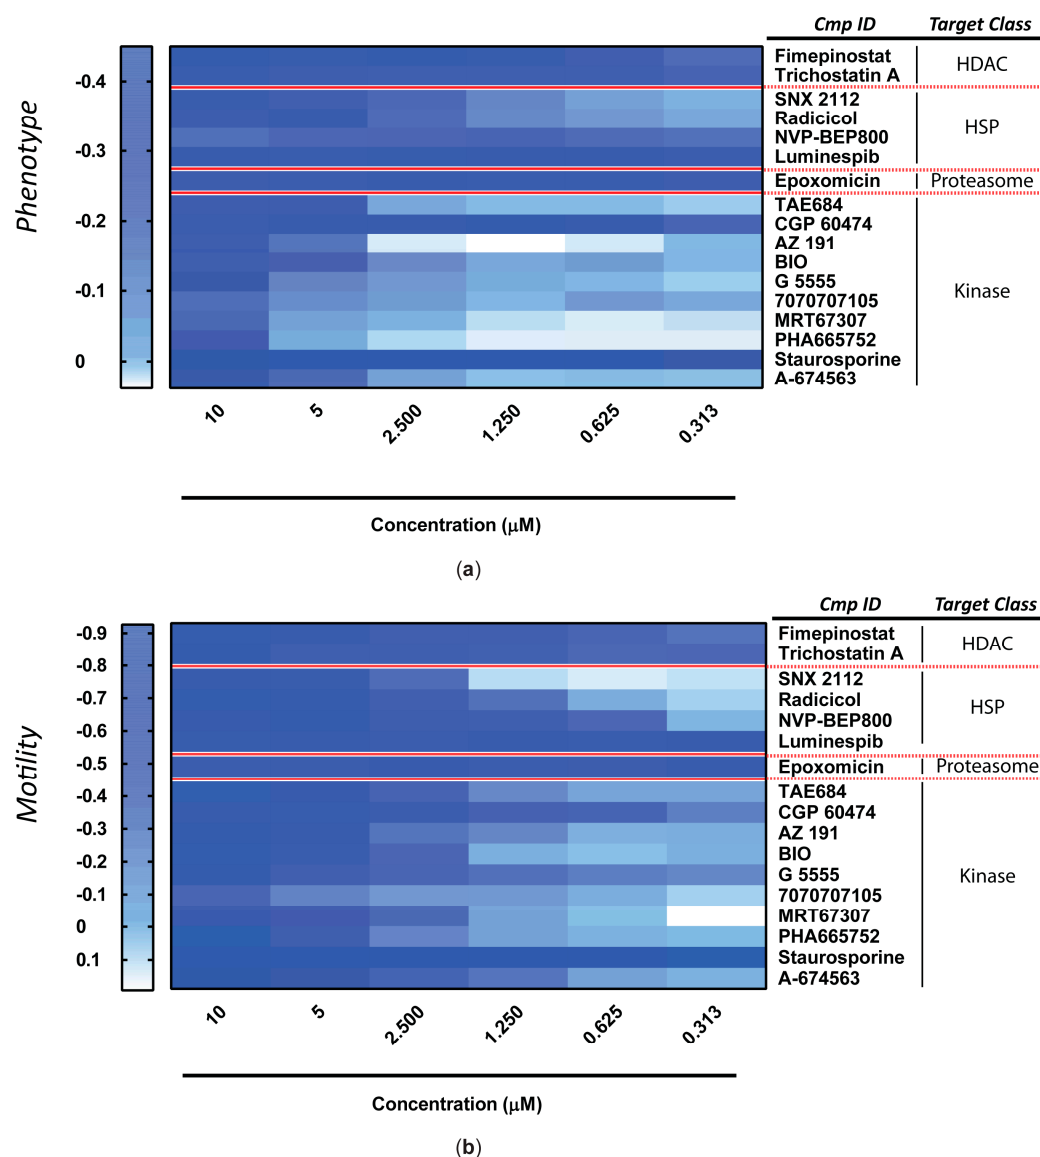 Cmp ID Target Class
Phenotype
-0.4
-0.3
-0.2
-0.1
0
Fimepinostat
Trichostatin A
HDAC
SNX 2112
Radicicol
NVP-BEP800
Luminespib
HSP
Epoxomicin Proteasome
TAE684
CGP 60474
AZ 191
BIO
G 5555
7070707105
MRT67307
PHA665752
Staurosporine
A-674563
Kinase
10 5 2.500 1.250 0.625 0.313
Concentration (μM)
(a)
Cmp ID Target Class
Motility
-0.9
-0.8
-0.7
-0.6
-0.5
-0.4
-0.3
-0.2
-0.1
0
0.1
Fimepinostat
Trichostatin A
HDAC
SNX 2112
Radicicol
NVP-BEP800
Luminespib
HSP
Epoxomicin Proteasome
TAE684
CGP 60474
AZ 191
BIO
G 5555
7070707105
MRT67307
PHA665752
Staurosporine
A-674563
Kinase
10 5 2.500 1.250 0.625 0.313
Concentration (μM)
(b)